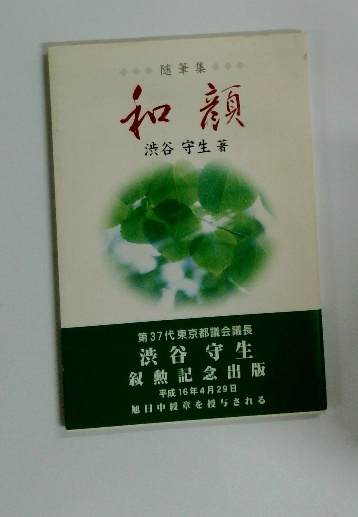 ◇◇◇ 随筆集 ◇◇◇
和顔
渋谷 守生 著
第37代東京都議会議長
渋谷守生
叙勲記念出版
平成16年4月29日
旭日中綬章を授与される